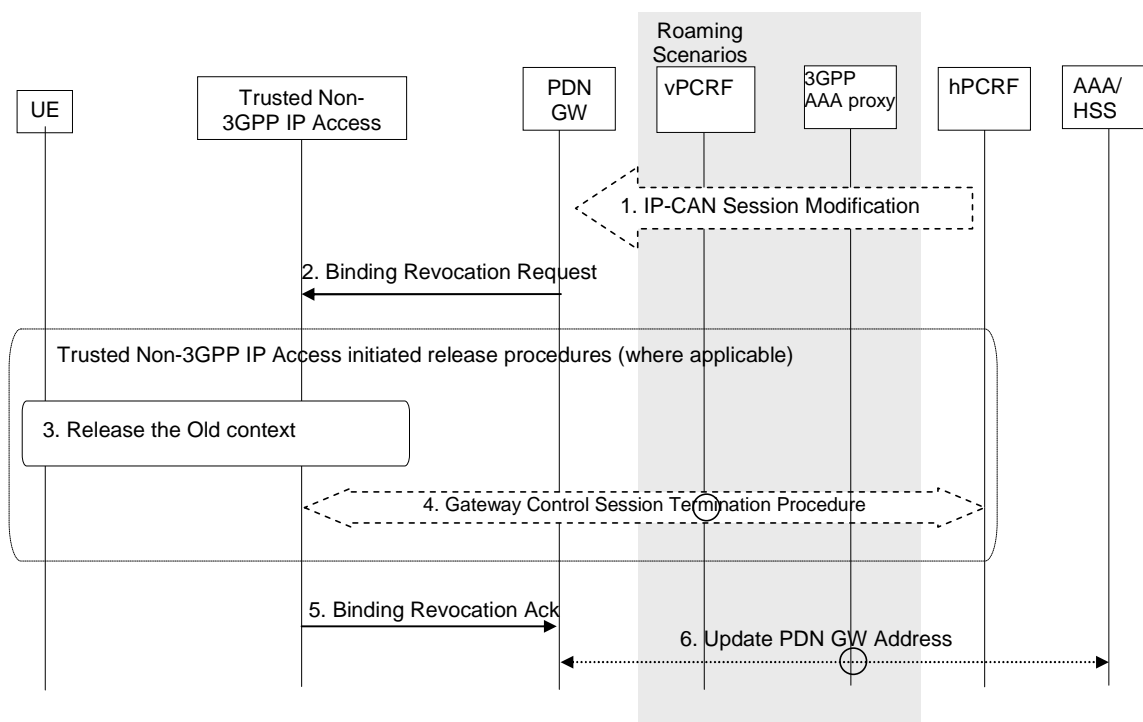 Roaming
Scenarios
UE
Trusted Non-
3GPP IP Access
PDN
GW
vPCRF
3GPP
AAA proxy
hPCRF
AAA/
HSS
1. IP-CAN Session Modification
2. Binding Revocation Request
Trusted Non-3GPP IP Access initiated release procedures (where applicable)
3. Release the Old context
4. Gateway Control Session Termination Procedure
5. Binding Revocation Ack
6. Update PDN GW Address